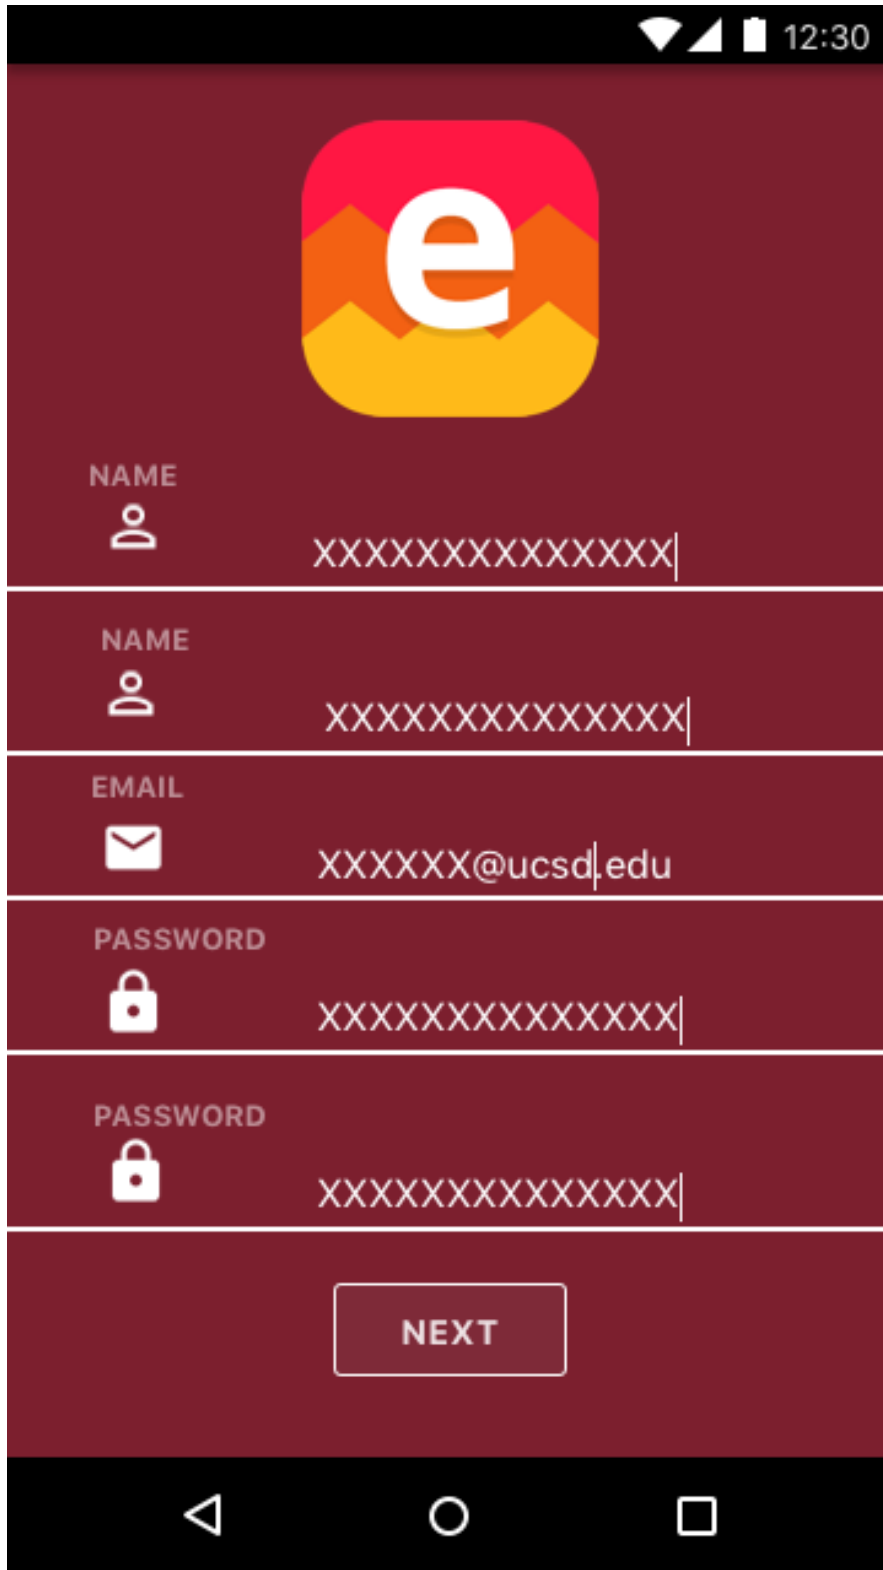 12:30
e
NAME
XXXXXXXXXXXXXX
NAME
XXXXXXXXXXXXXX
EMAIL
XXXXXX@ucsd.edu
PASSWORD
XXXXXXXXXXXXXX
PASSWORD
XXXXXXXXXXXXXX
NEXT